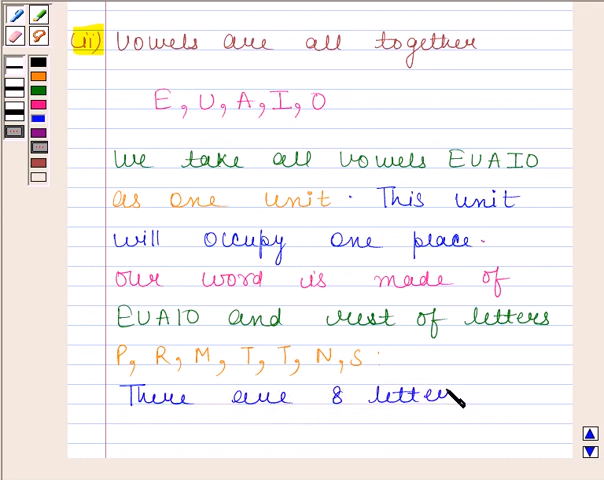 (ii) Vowels are all together
E, U, A, I, O
We take all vowels EUAIO
as one unit. This unit
will occupy one place.
Our word is made of
EUAIO and rest of letters
P, R, M, T, T, N, S.
There are 8 letter